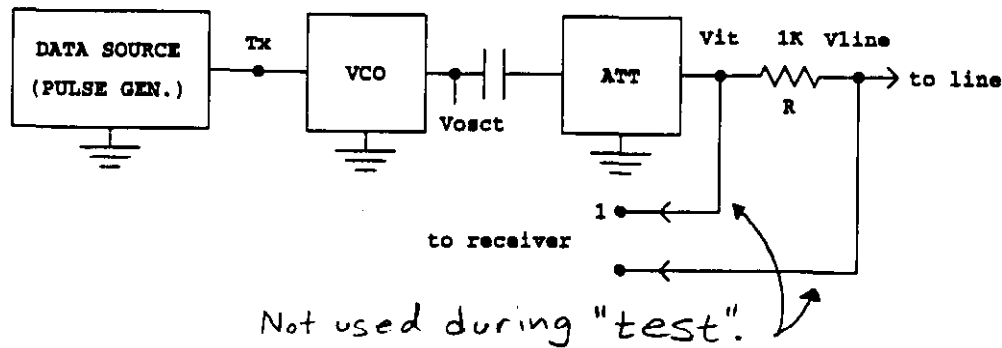 DATA SOURCE
(PULSE GEN.)
Tx
VCO
Vosct
ATT
Vit
1K
Vline
R
to line
1
to receiver
Not used during "test".